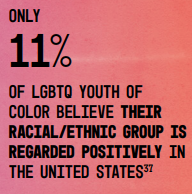 ONLY
11%
OF LGBTQ YOUTH OF
COLOR BELIEVE THEIR
RACIAL/ETHNIC GROUP IS
REGARDED POSITIVELY IN
THE UNITED STATES³⁷